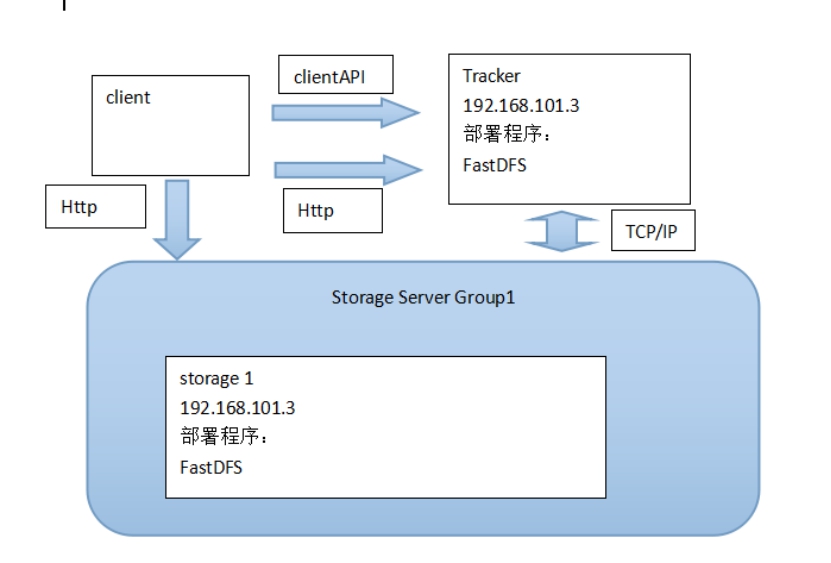 clientAPI
client
Tracker
192.168.101.3
部署程序：
FastDFS
Http
Http
TCP/IP
Storage Server Group1
storage 1
192.168.101.3
部署程序：
FastDFS